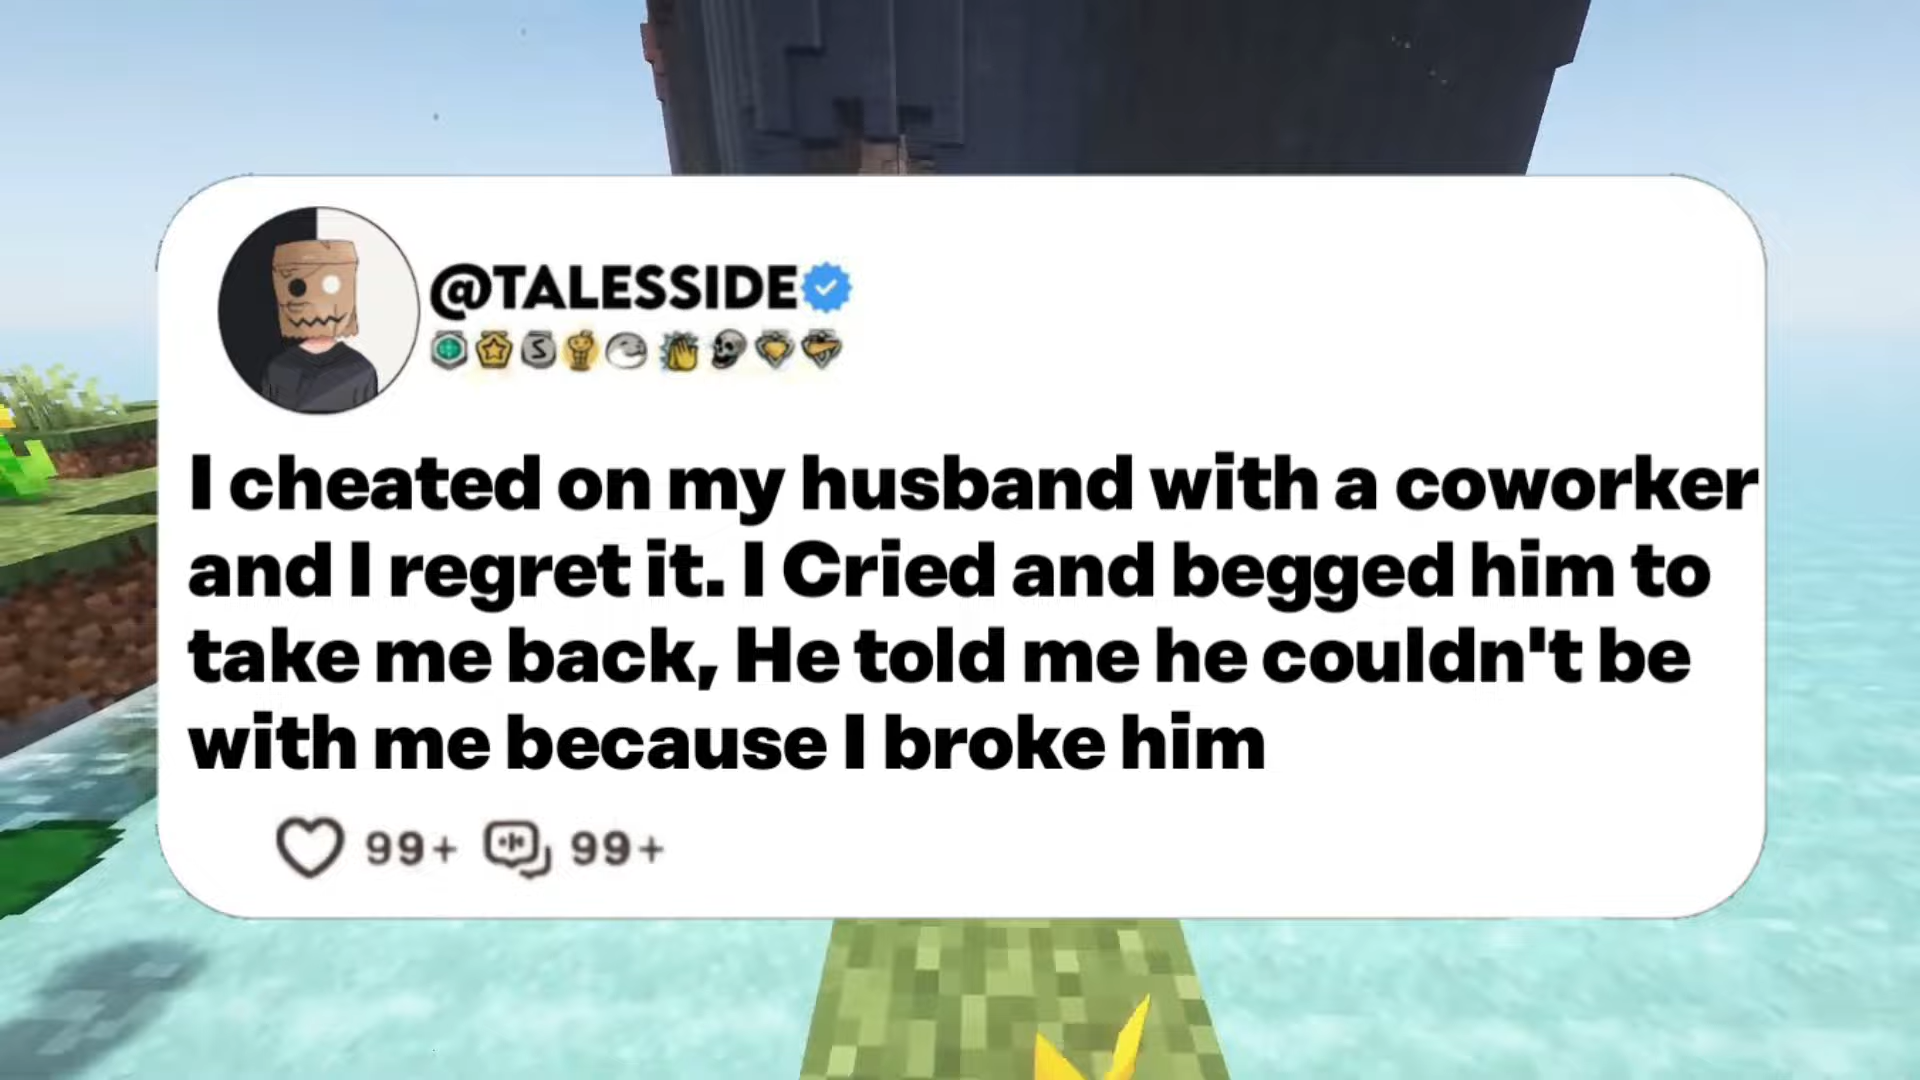 @TALESSIDE
I cheated on my husband with a coworker
and I regret it. I Cried and begged him to
take me back, He told me he couldn't be
with me because I broke him
99+ 99+